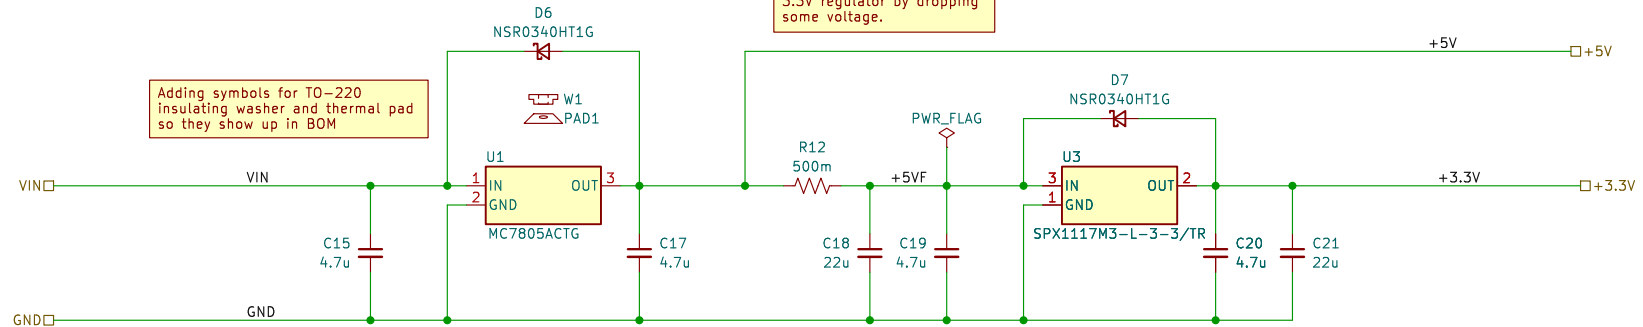 3.3V regulator by dropping
some voltage.
D6
NSR0340HT1G
+5V
+5V
D7
NSR0340HT1G
Adding symbols for TO-220
insulating washer and thermal pad
so they show up in BOM
W1
PAD1
PWR_FLAG
R12
500m
U1
U3
VIN
VIN
1
IN
OUT
3
2
GND
MC7805ACTG
+5VF
3
IN
OUT
2
1
GND
SPX1117M3-L-3-3/TR
+3.3V
+3.3V
C15
4.7u
C17
4.7u
C18
22u
C19
4.7u
C20
4.7u
C21
22u
GND
GND